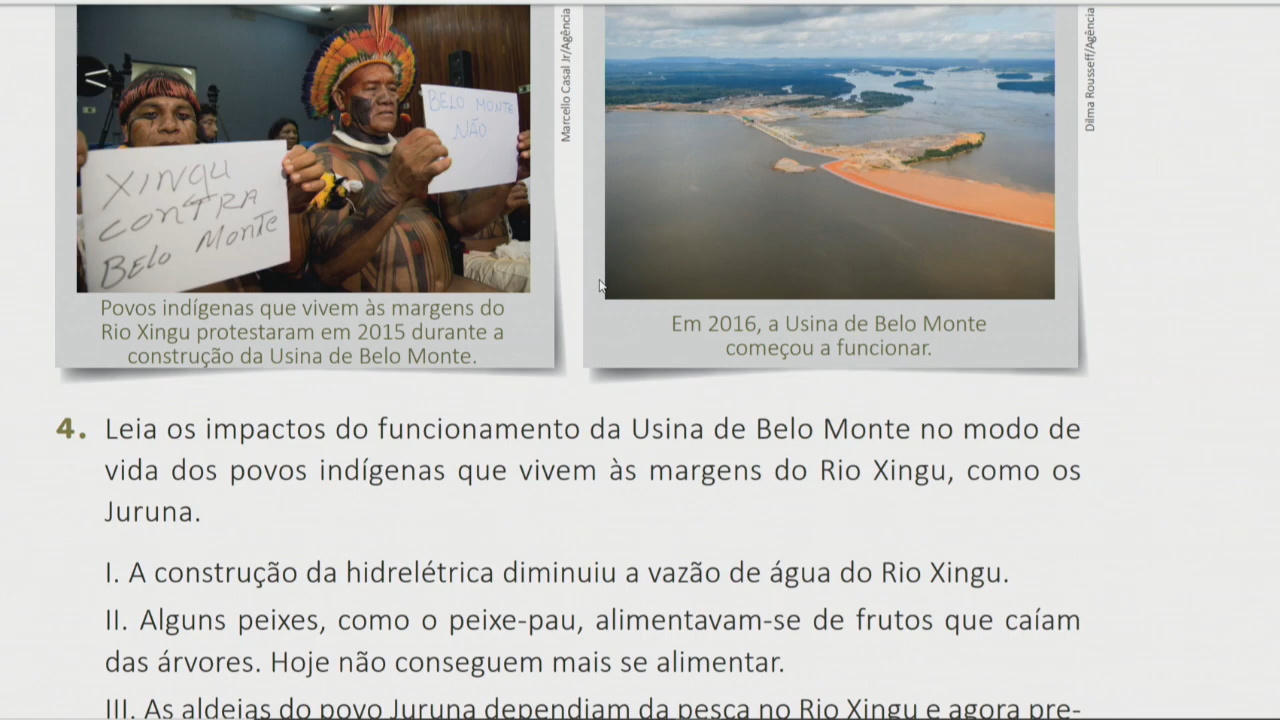 XINGU
CONTRA
BELO MONTE
BELO MONTE
NÃO
Marcello Casal Jr/Agência
Dilma Rousseff/Agência
Povos indígenas que vivem às margens do
Rio Xingu protestaram em 2015 durante a
construção da Usina de Belo Monte.
Em 2016, a Usina de Belo Monte
começou a funcionar.
4. Leia os impactos do funcionamento da Usina de Belo Monte no modo de
vida dos povos indígenas que vivem às margens do Rio Xingu, como os
Juruna.
I. A construção da hidrelétrica diminuiu a vazão de água do Rio Xingu.
II. Alguns peixes, como o peixe-pau, alimentavam-se de frutos que caíam
das árvores. Hoje não conseguem mais se alimentar.
III. As aldeias do povo Juruna dependiam da pesca no Rio Xingu e agora pre-